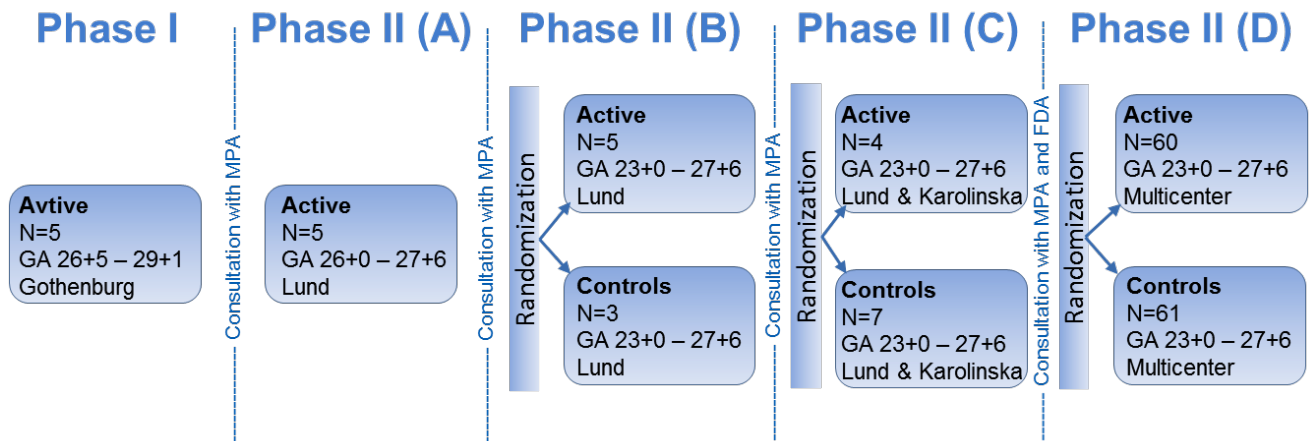 Phase I
Avtive
N=5
GA 26+5 – 29+1
Gothenburg
Consultation with MPA
Phase II (A)
Active
N=5
GA 26+0 – 27+6
Lund
Consultation with MPA
Phase II (B)
Randomization
Active
N=5
GA 23+0 – 27+6
Lund
Controls
N=3
GA 23+0 – 27+6
Lund
Consultation with MPA
Phase II (C)
Randomization
Active
N=4
GA 23+0 – 27+6
Lund & Karolinska
Controls
N=7
GA 23+0 – 27+6
Lund & Karolinska
Consultation with MPA and FDA
Phase II (D)
Randomization
Active
N=60
GA 23+0 – 27+6
Multicenter
Controls
N=61
GA 23+0 – 27+6
Multicenter